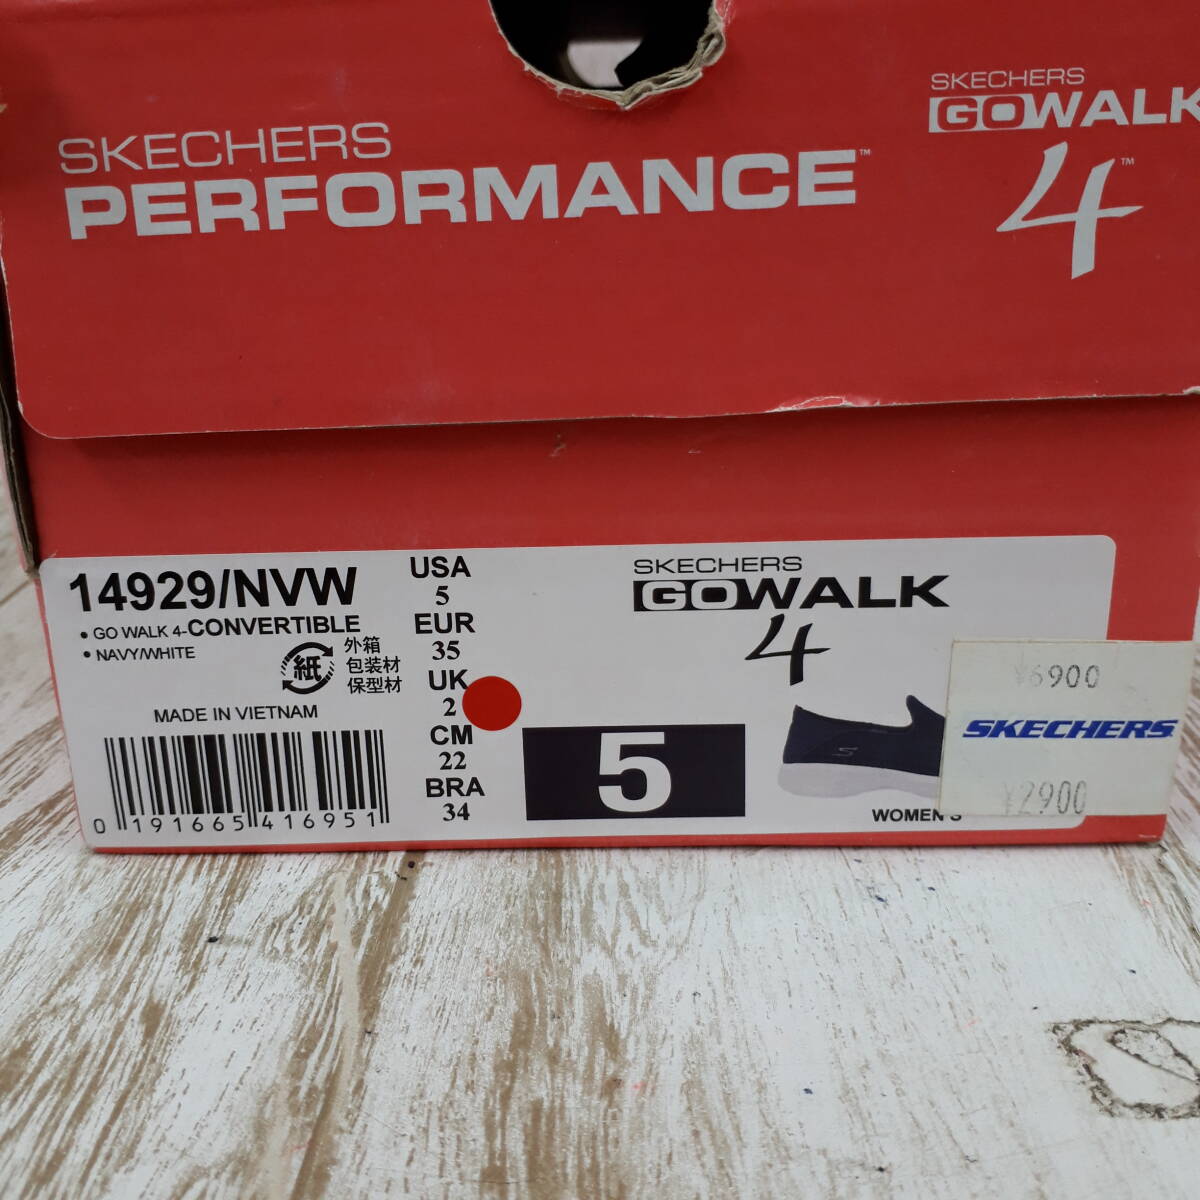 SKECHERS
PERFORMANCE™
SKECHERS
GOWALK
4™
14929/NVW
• GO WALK 4-CONVERTIBLE
• NAVY/WHITE
紙
外箱
包装材
保型材
MADE IN VIETNAM
0 191665 416951
USA
5
EUR
35
UK
2
CM
22
BRA
34
SKECHERS
GOWALK
4
5
WOMEN'S
¥6900
SKECHERS
¥2900